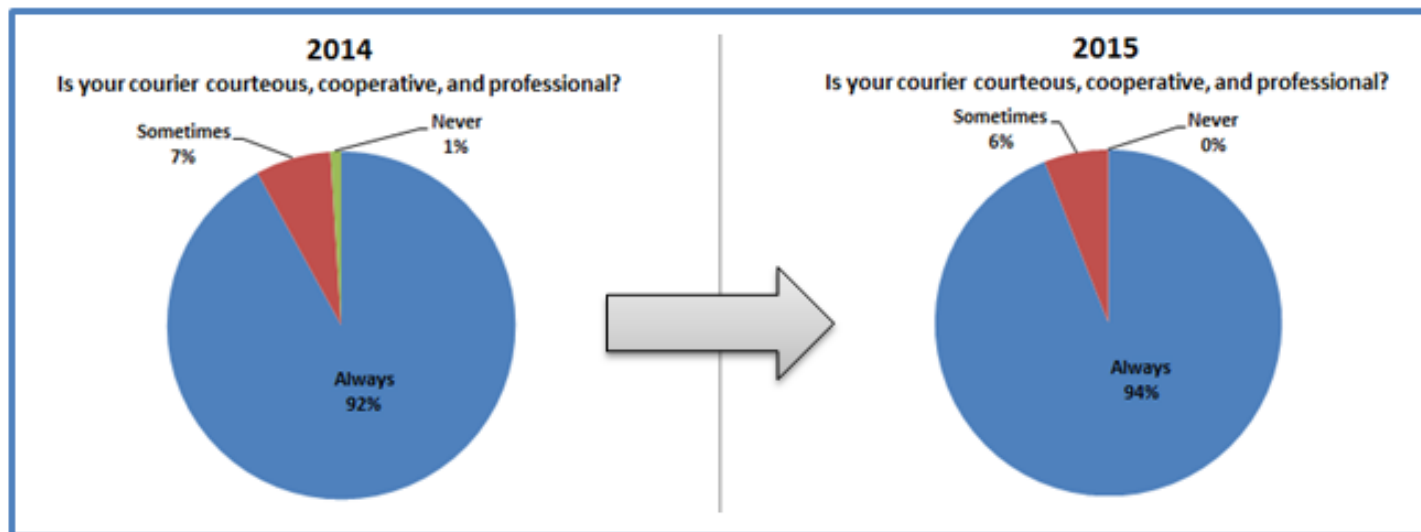 2014
Is your courier courteous, cooperative, and professional?
Sometimes
7%
Never
1%
Always
92%
2015
Is your courier courteous, cooperative, and professional?
Sometimes
6%
Never
0%
Always
94%